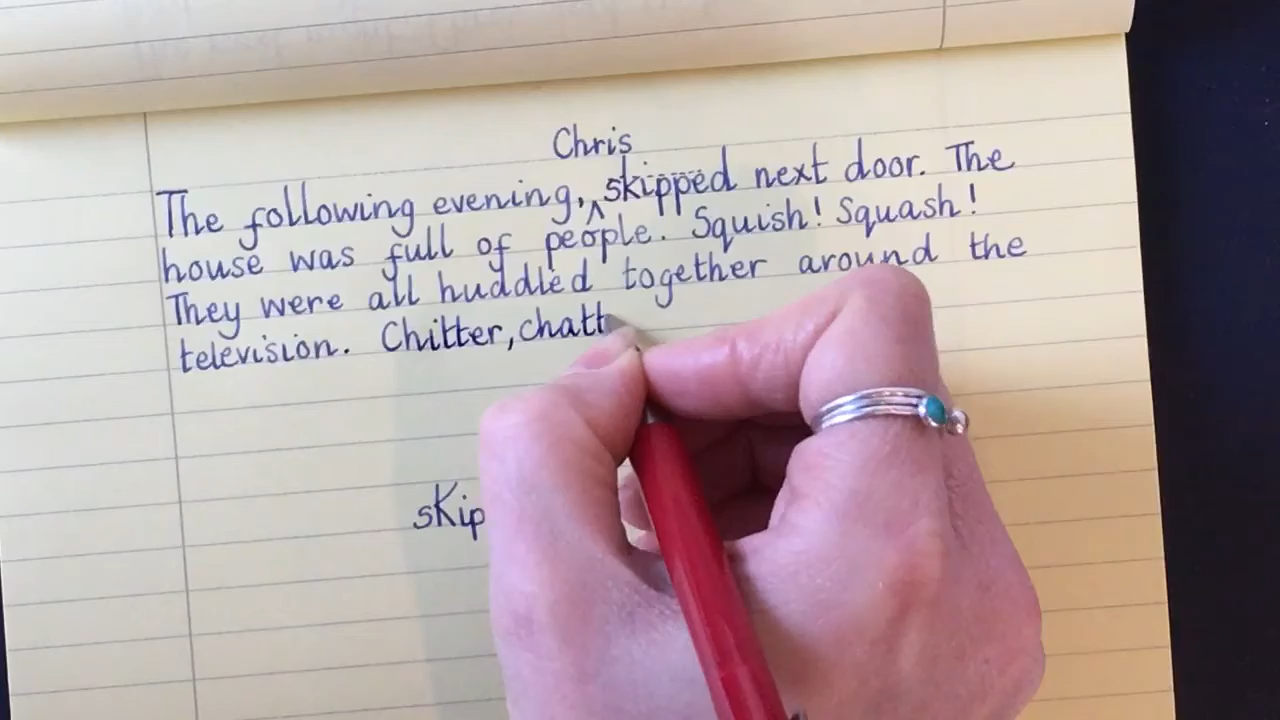 Chris
The following evening, ^ skipped next door. The
house was full of people. Squish! Squash!
They were all huddled together around the
television. Chitter, chatt
skip